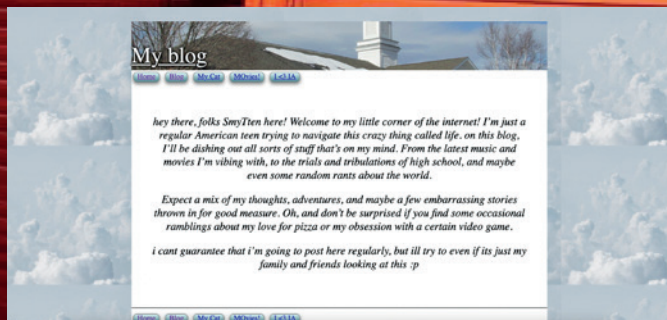 My blog
Home Blog My Cat MOvies! I <3 IA
hey there, folks SmyTten here! Welcome to my little corner of the internet! I'm just a
regular American teen trying to navigate this crazy thing called life. on this blog,
I'll be dishing out all sorts of stuff that's on my mind. From the latest music and
movies I'm vibing with, to the trials and tribulations of high school, and maybe
even some random rants about the world.
Expect a mix of my thoughts, adventures, and maybe a few embarrassing stories
thrown in for good measure. Oh, and don't be surprised if you find some occasional
ramblings about my love for pizza or my obsession with a certain video game.
i cant guarantee that i'm going to post here regularly, but ill try to even if its just my
family and friends looking at this :p
Home Blog My Cat MOvies! I <3 IA